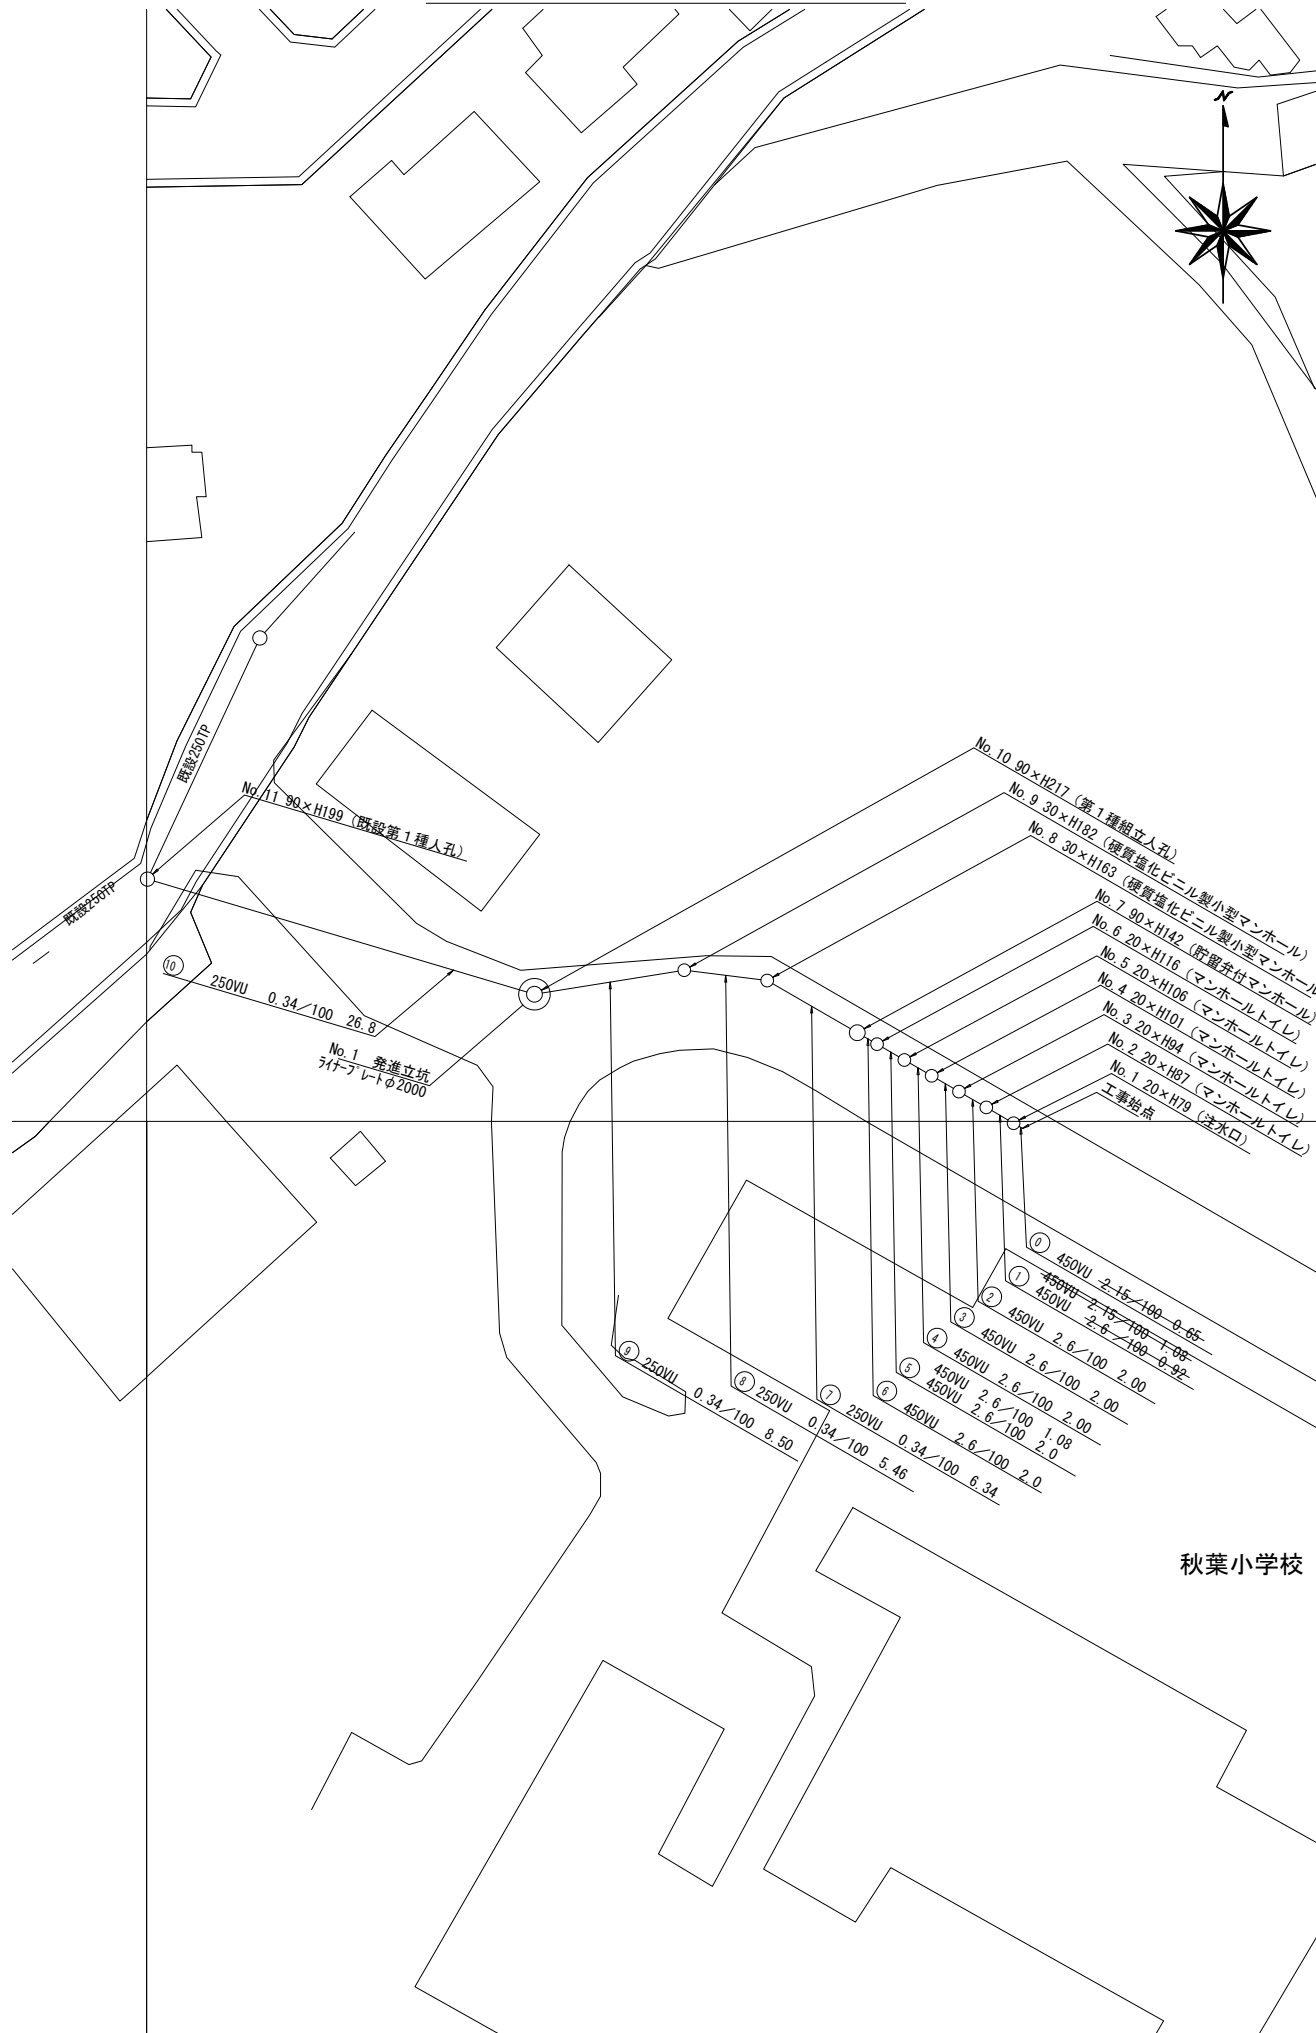 N
既設250TP
No.11 90×H199 (既設第1種人孔)
既設250TP
No.10 90×H217 (第1種組立人孔)
No.9 30×H182 (硬質塩化ビニル製小型マンホール)
No.8 30×H163 (硬質塩化ビニル製小型マンホール
No.7 90×H142 (貯留弁付マンホール)
No.6 20×H116 (マンホールトイレ)
No.5 20×H106 (マンホールトイレ)
No.4 20×H101 (マンホールトイレ)
No.3 20×H94 (マンホールトイレ)
No.2 20×H87 (マンホールトイレ)
No.1 20×H79 (注水口)
工事始点
10
250VU 0.34/100 26.8
No.1 発進立坑
ライナープレートφ2000
0 450VU 2.15/100 0.65
1 450VU 2.15/100 1.08
450VU 2.6/100 0.92
2 450VU 2.6/100 2.00
3 450VU 2.6/100 2.00
4 450VU 2.6/100 2.00
5 450VU 2.6/100 1.08
450VU 2.6/100 2.0
6 450VU 2.6/100 2.0
7 250VU 0.34/100 6.34
8 250VU 0.34/100 5.46
9 250VU 0.34/100 8.50
秋葉小学校